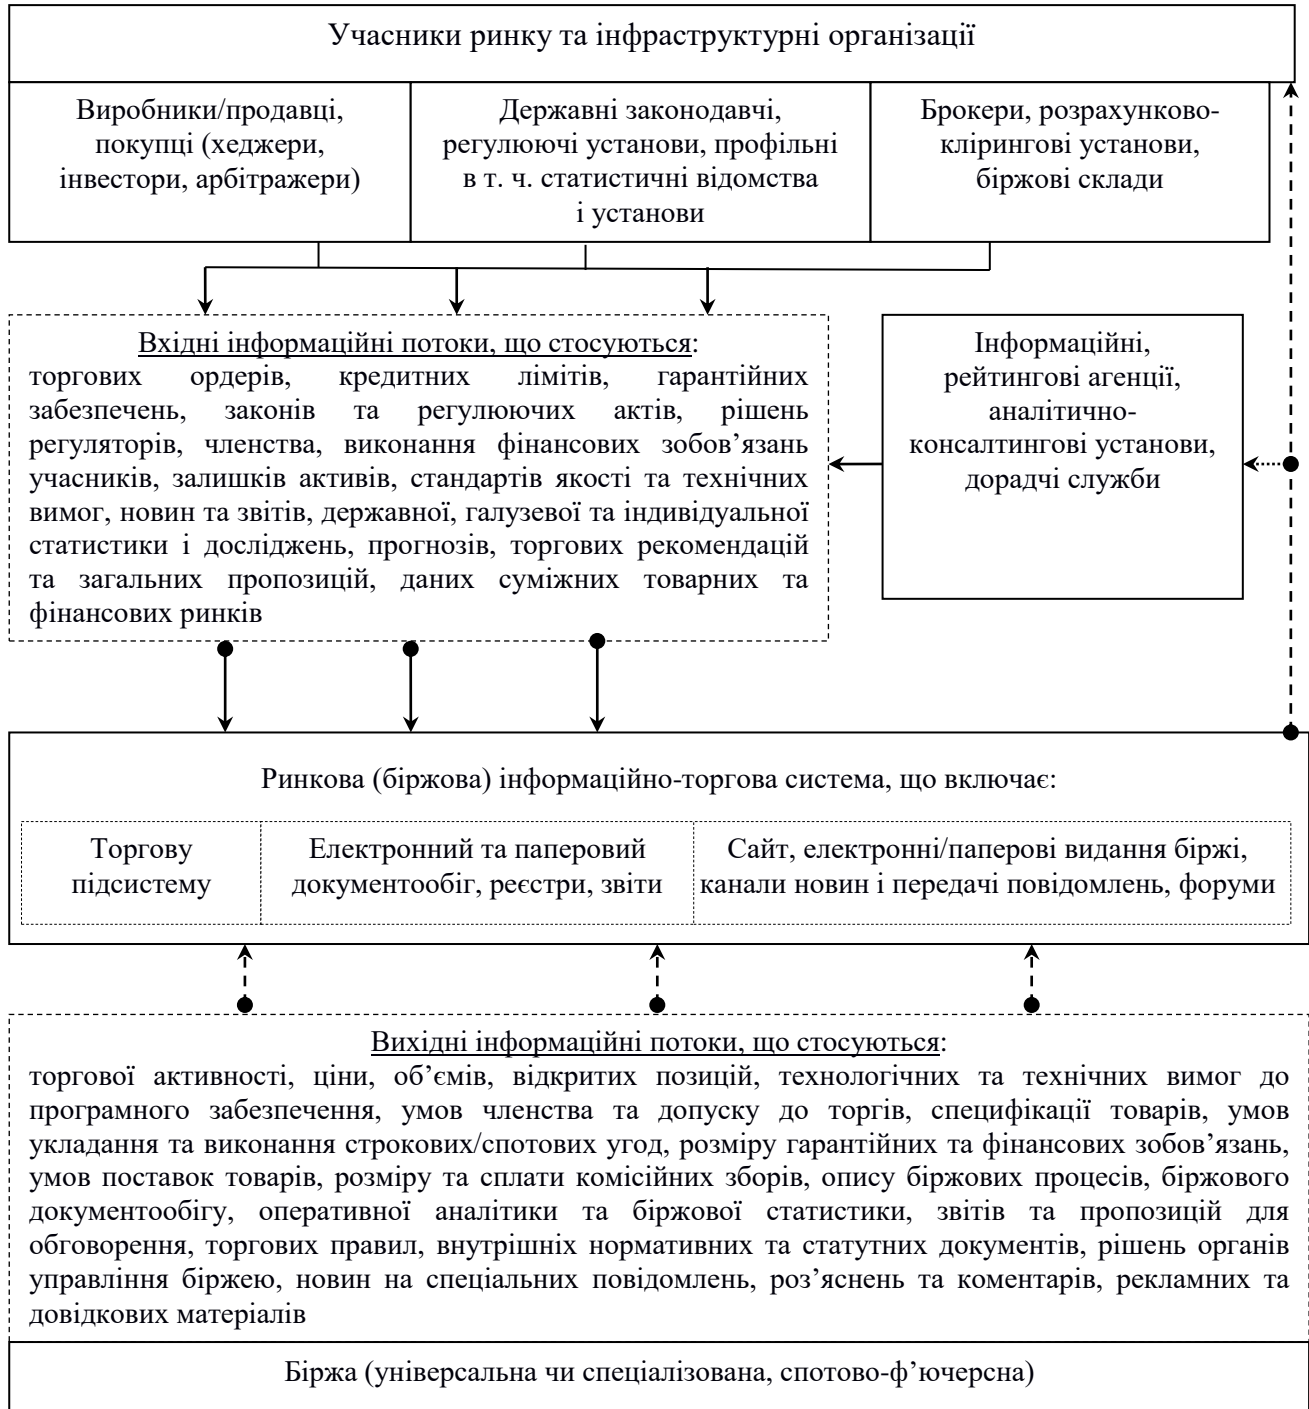 Учасники ринку та інфраструктурні організації
Виробники/продавці,
покупці (хеджери,
інвестори, арбітражери)
Державні законодавчі,
регулюючі установи, профільні
в т. ч. статистичні відомства
і установи
Брокери, розрахунково-
клірингові установи,
біржові склади
Вхідні інформаційні потоки, що стосуються:
торгових ордерів, кредитних лімітів, гарантійних
забезпечень, законів та регулюючих актів, рішень
регуляторів, членства, виконання фінансових зобов’язань
учасників, залишків активів, стандартів якості та технічних
вимог, новин та звітів, державної, галузевої та індивідуальної
статистики і досліджень, прогнозів, торгових рекомендацій
та загальних пропозицій, даних суміжних товарних та
фінансових ринків
Інформаційні,
рейтингові агенції,
аналітично-
консалтингові установи,
дорадчі служби
Ринкова (біржова) інформаційно-торгова система, що включає:
Торгову
підсистему
Електронний та паперовий
документообіг, реєстри, звіти
Сайт, електронні/паперові видання біржі,
канали новин і передачі повідомлень, форуми
Вихідні інформаційні потоки, що стосуються:
торгової активності, ціни, об’ємів, відкритих позицій, технологічних та технічних вимог до
програмного забезпечення, умов членства та допуску до торгів, специфікації товарів, умов
укладання та виконання строкових/спотових угод, розміру гарантійних та фінансових зобов’язань,
умов поставок товарів, розміру та сплати комісійних зборів, опису біржових процесів, біржового
документообігу, оперативної аналітики та біржової статистики, звітів та пропозицій для
обговорення, торгових правил, внутрішніх нормативних та статутних документів, рішень органів
управління біржею, новин на спеціальних повідомлень, роз’яснень та коментарів, рекламних та
довідкових матеріалів
Біржа (універсальна чи спеціалізована, спотово-ф’ючерсна)